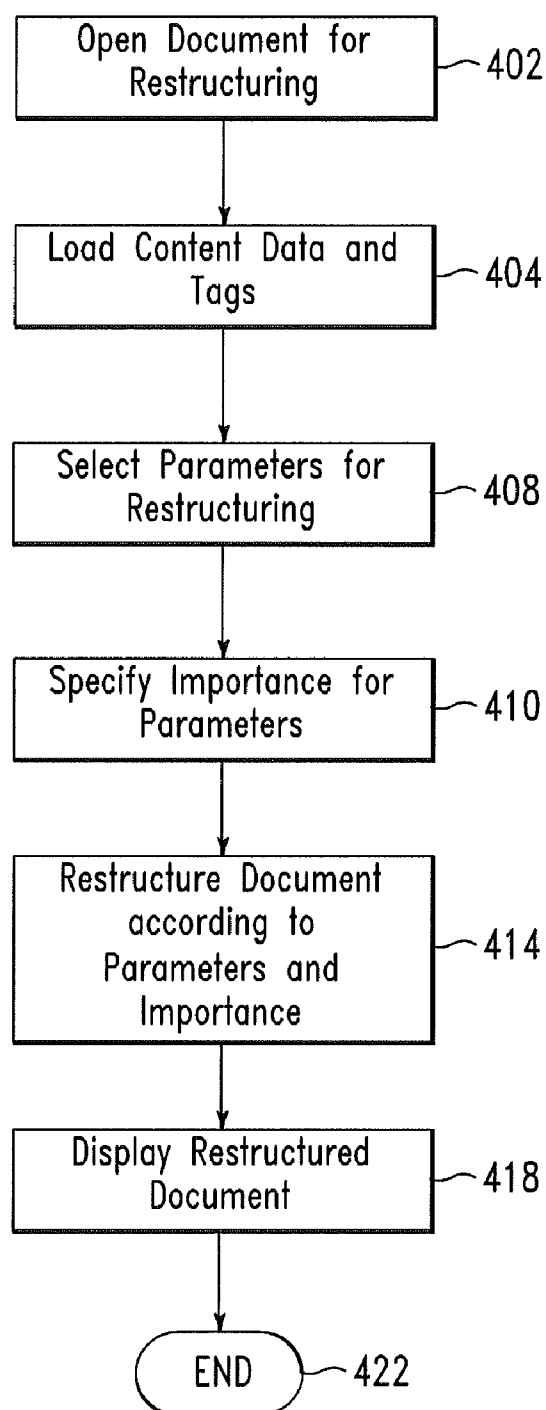 Open Document for
Restructuring
402
Load Content Data and
Tags
404
Select Parameters for
Restructuring
408
Specify Importance for
Parameters
410
Restructure Document
according to
Parameters and
Importance
414
Display Restructured
Document
418
END
422